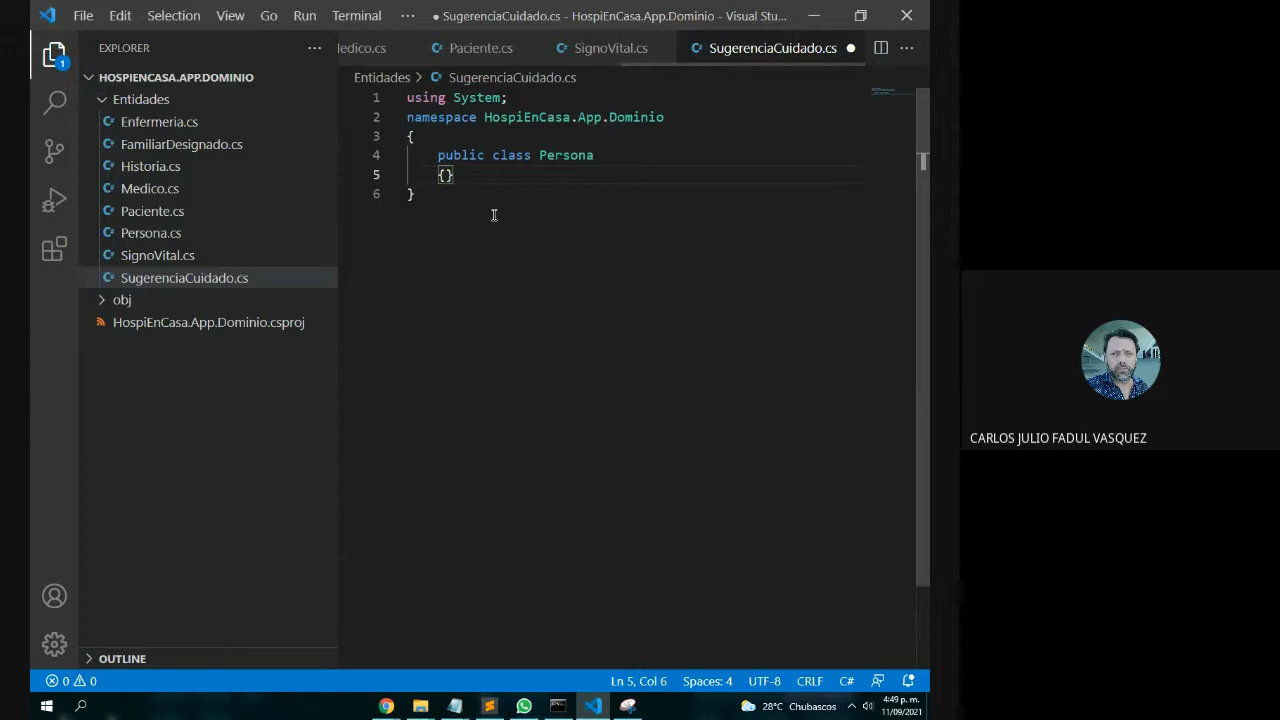 File Edit Selection View Go Run Terminal ··· ● SugerenciaCuidado.cs - HospiEnCasa.App.Dominio - Visual Stu...
EXPLORER ···
edico.cs Paciente.cs SignoVital.cs SugerenciaCuidado.cs ● ···
HOSPIENCASA.APP.DOMINIO
Entidades > SugerenciaCuidado.cs
Entidades
Enfermeria.cs
FamiliarDesignado.cs
Historia.cs
Medico.cs
Paciente.cs
Persona.cs
SignoVital.cs
SugerenciaCuidado.cs
obj
HospiEnCasa.App.Dominio.csproj
1 using System;
2 namespace HospiEnCasa.App.Dominio
3 {
4 public class Persona
5 {}
6 }
1
CARLOS JULIO FADUL VASQUEZ
OUTLINE
0 0 Ln 5, Col 6 Spaces: 4 UTF-8 CRLF C#
28°C Chubascos 4:49 p. m.
11/09/2021